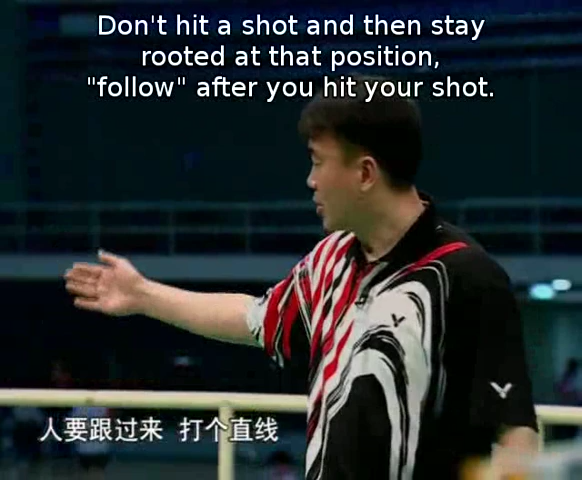 Don't hit a shot and then stay
rooted at that position,
"follow" after you hit your shot.
人要跟过来 打个直线